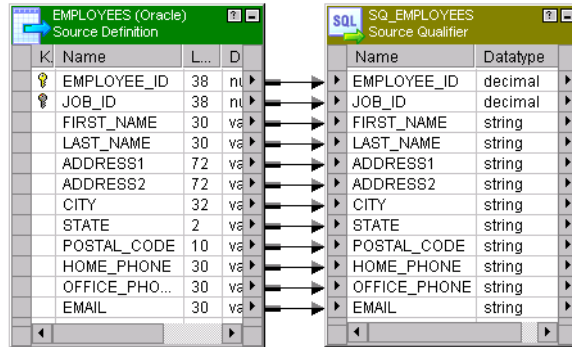 EMPLOYEES (Oracle)
Source Definition
K. Name L... D
EMPLOYEE_ID 38 nu
JOB_ID 38 nu
FIRST_NAME 30 va
LAST_NAME 30 va
ADDRESS1 72 va
ADDRESS2 72 va
CITY 32 va
STATE 2 va
POSTAL_CODE 10 va
HOME_PHONE 30 va
OFFICE_PHO... 30 va
EMAIL 30 va
SQL SQ_EMPLOYEES
Source Qualifier
Name Datatype
EMPLOYEE_ID decimal
JOB_ID decimal
FIRST_NAME string
LAST_NAME string
ADDRESS1 string
ADDRESS2 string
CITY string
STATE string
POSTAL_CODE string
HOME_PHONE string
OFFICE_PHONE string
EMAIL string